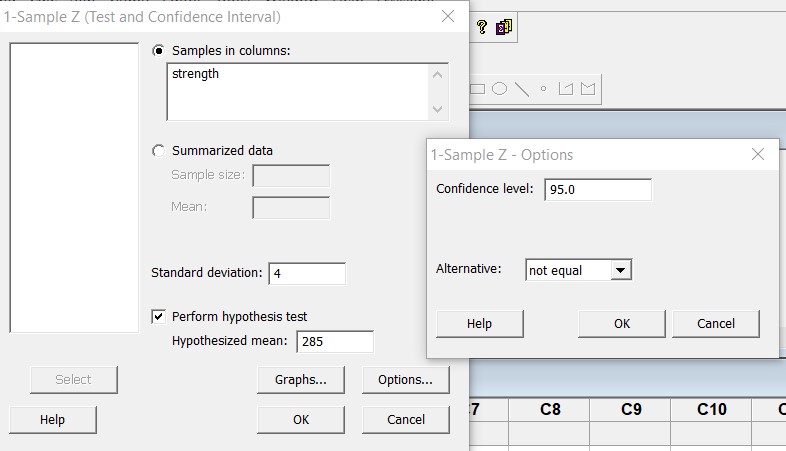 1-Sample Z (Test and Confidence Interval)
Samples in columns:
strength
Summarized data
Sample size:
Mean:
Standard deviation: 4
Perform hypothesis test
Hypothesized mean: 285
Select
Graphs...
Options...
Help
OK
Cancel
?
1-Sample Z - Options
Confidence level: 95.0
Alternative: not equal
Help
OK
Cancel
C8
C9
C10